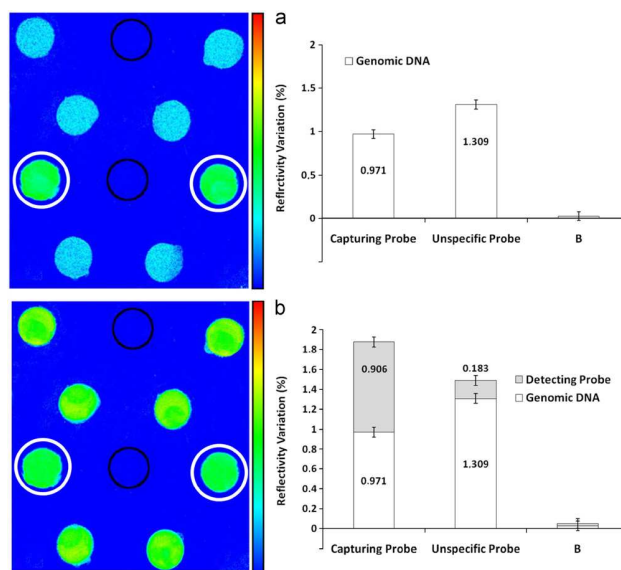 a
Reflrctivity Variation (%)
2
1.5
1
0.5
0
Genomic DNA
0.971
1.309
Capturing Probe
Unspecific Probe
B
b
Reflectivity Variation (%)
2
1.8
1.6
1.4
1.2
1
0.8
0.6
0.4
0.2
0
0.906
0.183
Detecting Probe
Genomic DNA
0.971
1.309
Capturing Probe
Unspecific Probe
B